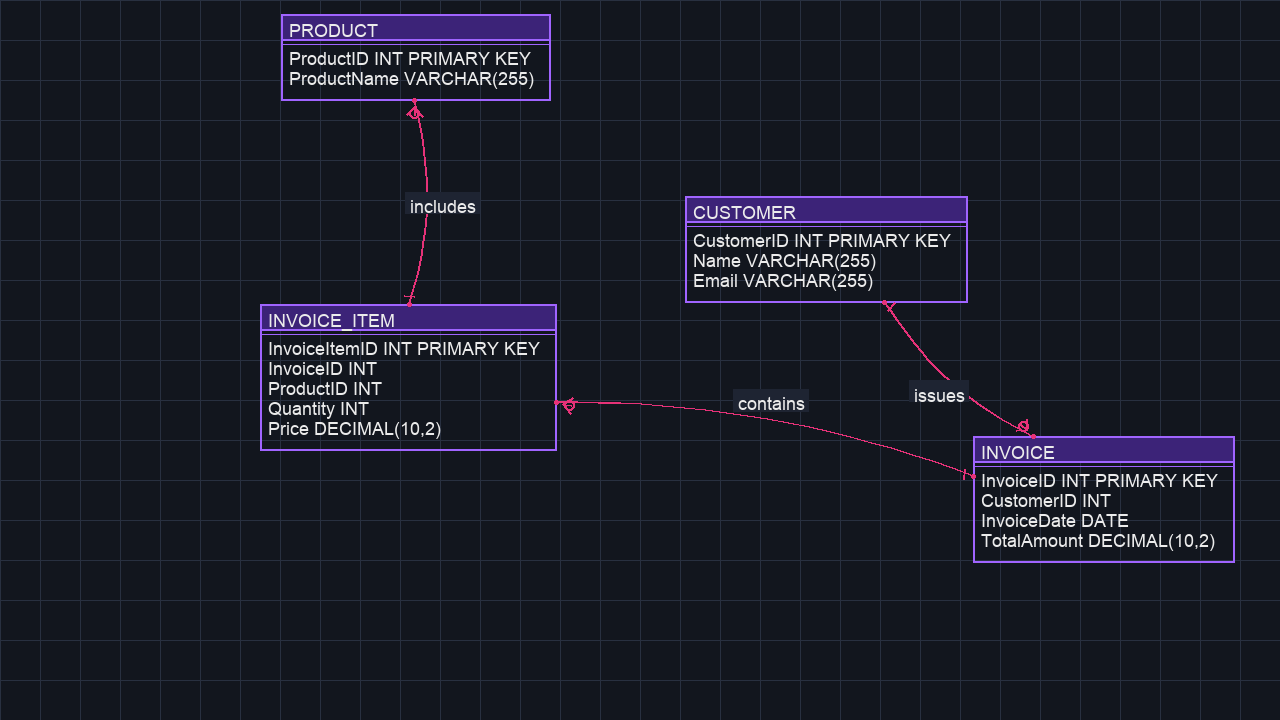 PRODUCT
ProductID INT PRIMARY KEY
ProductName VARCHAR(255)
includes
CUSTOMER
CustomerID INT PRIMARY KEY
Name VARCHAR(255)
Email VARCHAR(255)
INVOICE_ITEM
InvoiceItemID INT PRIMARY KEY
InvoiceID INT
ProductID INT
Quantity INT
Price DECIMAL(10,2)
contains
issues
INVOICE
InvoiceID INT PRIMARY KEY
CustomerID INT
InvoiceDate DATE
TotalAmount DECIMAL(10,2)